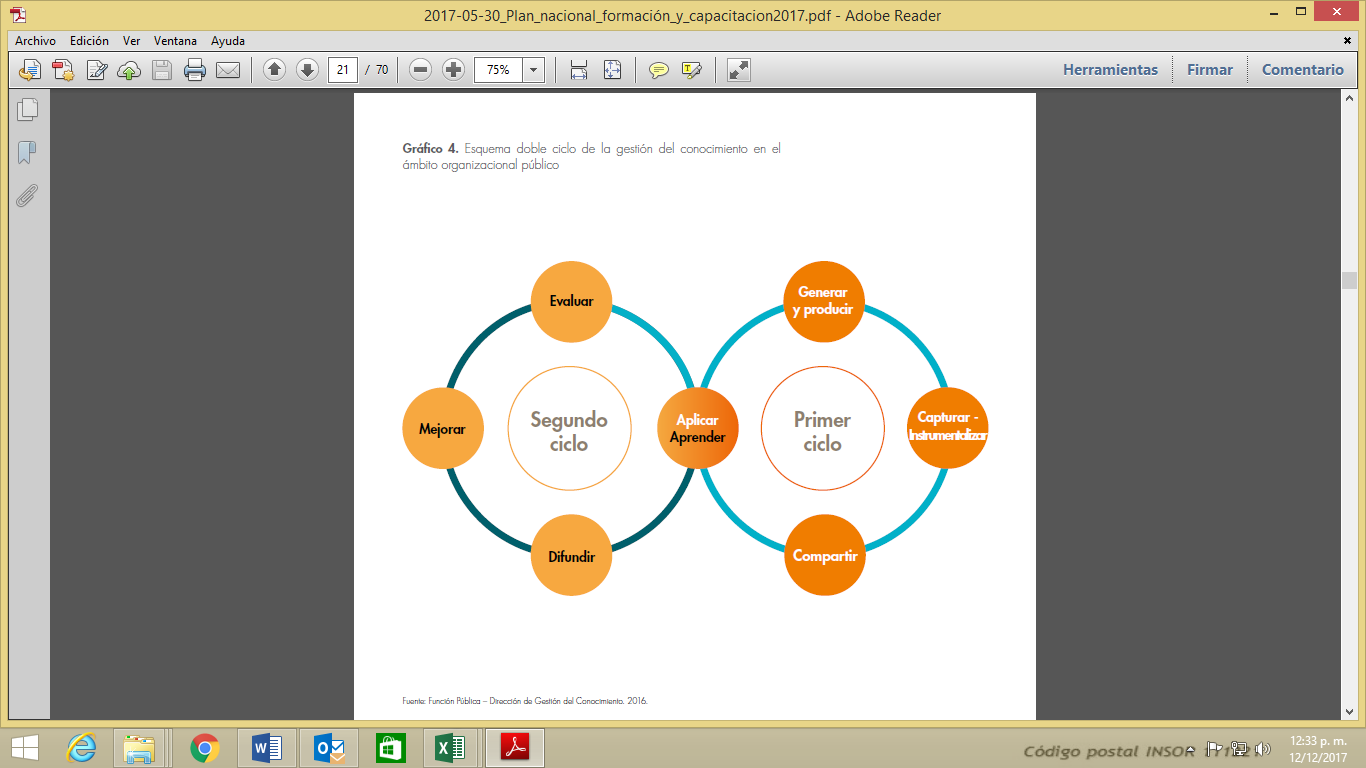 2017-05-30_Plan_nacional_formación_y_capacitacion2017.pdf - Adobe Reader
Archivo Edición Ver Ventana Ayuda
21 / 70 75% Herramientas Firmar Comentario
Gráfico 4. Esquema doble ciclo de la gestión del conocimiento en el
ámbito organizacional público
Evaluar
Generar
y producir
Mejorar
Segundo
ciclo
Aplicar
Aprender
Primer
ciclo
Capturar -
Instrumentalizar
Difundir
Compartir
Fuente: Función Pública – Dirección de Gestión del Conocimiento. 2016.
Código postal INSOR
12:33 p. m.
12/12/2017